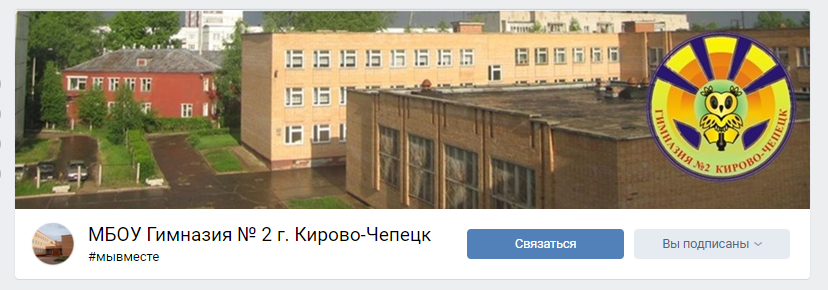 ГИМНАЗИЯ №2 КИРОВО-ЧЕПЕЦК
МБОУ Гимназия № 2 г. Кирово-Чепецк
#мывместе
Связаться
Вы подписаны